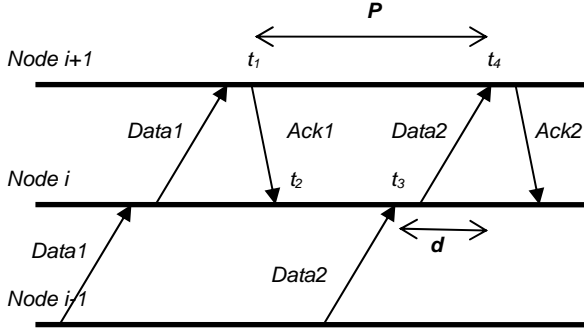 P
Node i+1 t1 t4
Data1 Ack1 Data2 Ack2
Node i t2 t3
Data1 Data2 d
Node i-1